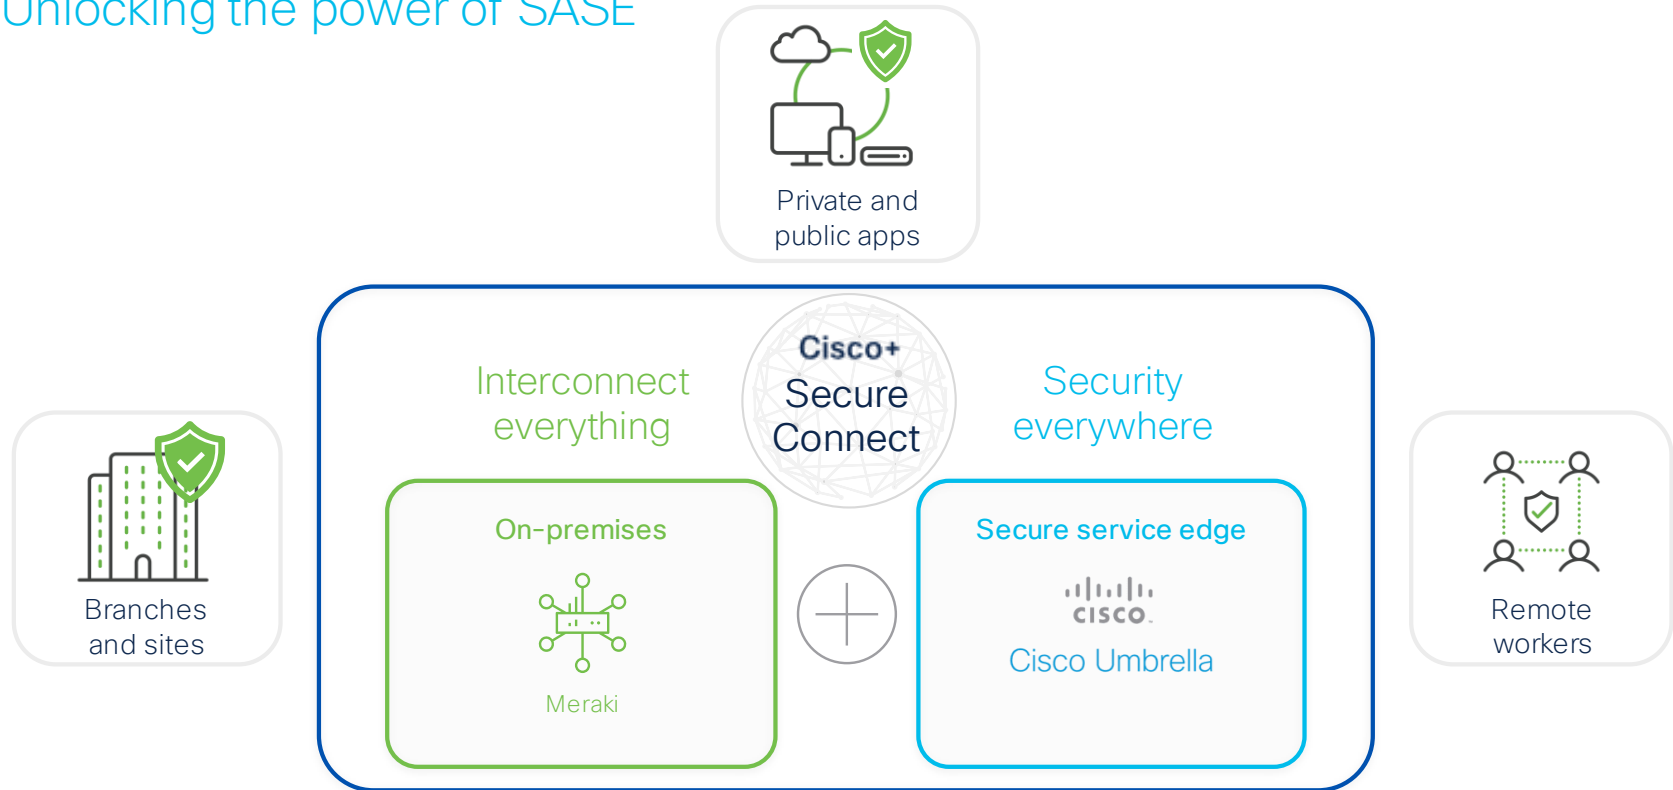 Unlocking the power of SASE
Private and
public apps
Cisco+
Secure
Connect
Interconnect
everything
Security
everywhere
On-premises
Meraki
Secure service edge
CISCO
Cisco Umbrella
Branches
and sites
Remote
workers